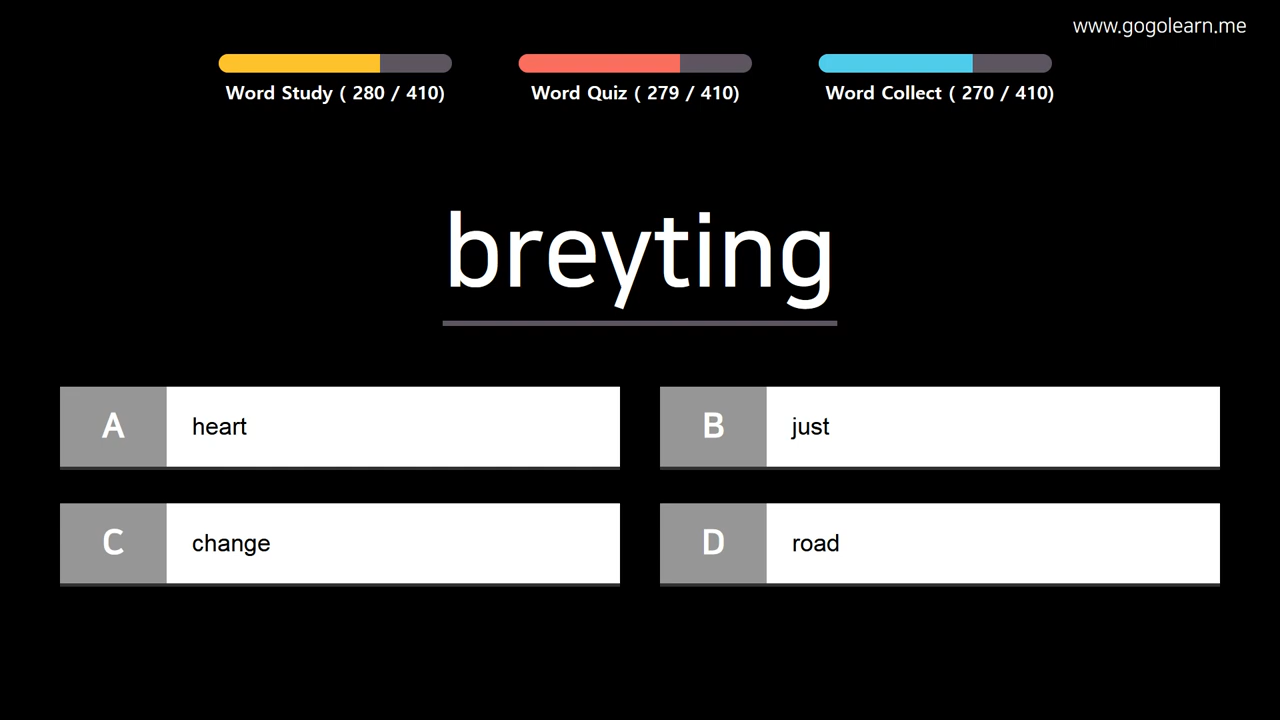 www.gogolearn.me
Word Study ( 280 / 410)
Word Quiz ( 279 / 410)
Word Collect ( 270 / 410)
breyting
A heart
B just
C change
D road